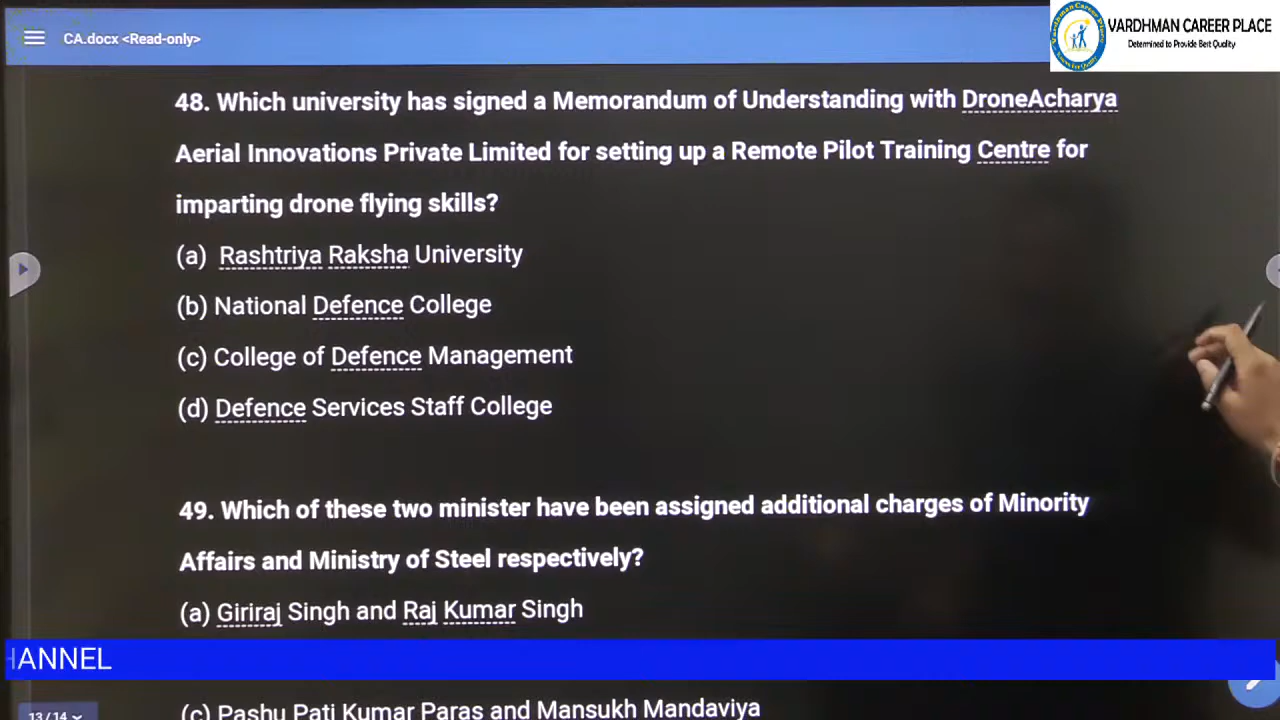 VARDHMAN CAREER PLACE
Determined to Provide Bert Quality
CA.docx <Read-only>
48. Which university has signed a Memorandum of Understanding with DroneAcharya
Aerial Innovations Private Limited for setting up a Remote Pilot Training Centre for
imparting drone flying skills?
(a) Rashtriya Raksha University
(b) National Defence College
(c) College of Defence Management
(d) Defence Services Staff College
49. Which of these two minister have been assigned additional charges of Minority
Affairs and Ministry of Steel respectively?
(a) Giriraj Singh and Raj Kumar Singh
HANNEL
(c) Pashu Pati Kumar Paras and Mansukh Mandaviya
13/14